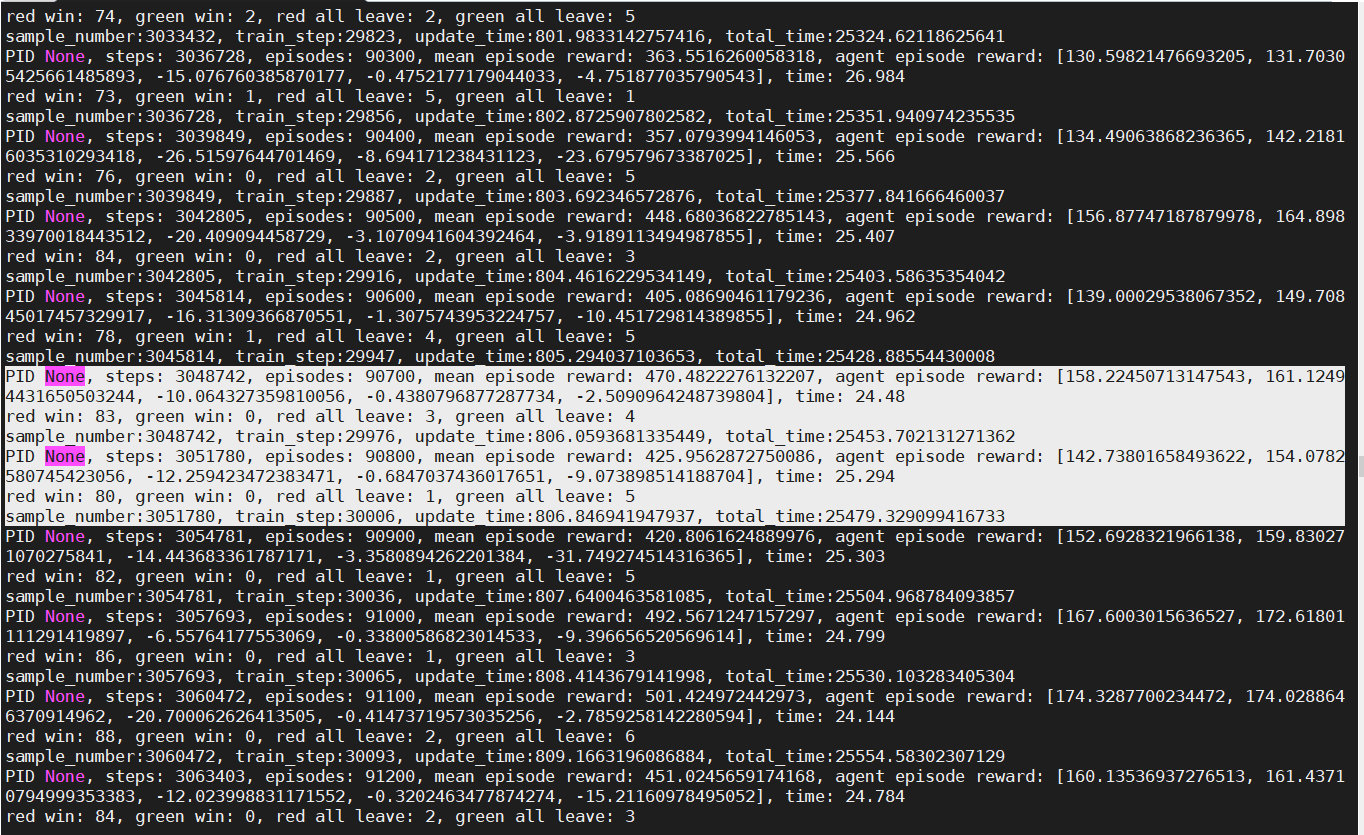 red win: 74, green win: 2, red all leave: 2, green all leave: 5
sample_number:3033432, train_step:29823, update_time:801.9833142757416, total_time:25324.62118625641
PID None, steps: 3036728, episodes: 90300, mean episode reward: 363.5516260058318, agent episode reward: [130.59821476693205, 131.7030
5425661485893, -15.076760385870177, -0.4752177179044033, -4.751877035790543], time: 26.984
red win: 73, green win: 1, red all leave: 5, green all leave: 1
sample_number:3036728, train_step:29856, update_time:802.8725907802582, total_time:25351.940974235535
PID None, steps: 3039849, episodes: 90400, mean episode reward: 357.0793994146053, agent episode reward: [134.49063868236365, 142.2181
6035310293418, -26.51597644701469, -8.694171238431123, -23.679579673387025], time: 25.566
red win: 76, green win: 0, red all leave: 2, green all leave: 5
sample_number:3039849, train_step:29887, update_time:803.692346572876, total_time:25377.841666460037
PID None, steps: 3042805, episodes: 90500, mean episode reward: 448.68036822785143, agent episode reward: [156.87747187879978, 164.898
33970018443512, -20.409094458729, -3.1070941604392464, -3.9189113494987855], time: 25.407
red win: 84, green win: 0, red all leave: 2, green all leave: 3
sample_number:3042805, train_step:29916, update_time:804.4616229534149, total_time:25403.58635354042
PID None, steps: 3045814, episodes: 90600, mean episode reward: 405.08690461179236, agent episode reward: [139.00029538067352, 149.708
45017457329917, -16.31309366870551, -1.3075743953224757, -10.451729814389855], time: 24.962
red win: 78, green win: 1, red all leave: 4, green all leave: 5
sample_number:3045814, train_step:29947, update_time:805.294037103653, total_time:25428.88554430008
PID None, steps: 3048742, episodes: 90700, mean episode reward: 470.4822276132207, agent episode reward: [158.22450713147543, 161.1249
4431650503244, -10.064327359810056, -0.4380796877287734, -2.5090964248739804], time: 24.48
red win: 83, green win: 0, red all leave: 3, green all leave: 4
sample_number:3048742, train_step:29976, update_time:806.0593681335449, total_time:25453.702131271362
PID None, steps: 3051780, episodes: 90800, mean episode reward: 425.9562872750086, agent episode reward: [142.73801658493622, 154.0782
580745423056, -12.259423472383471, -0.6847037436017651, -9.073898514188704], time: 25.294
red win: 80, green win: 0, red all leave: 1, green all leave: 5
sample_number:3051780, train_step:30006, update_time:806.846941947937, total_time:25479.329099416733
PID None, steps: 3054781, episodes: 90900, mean episode reward: 420.8061624889976, agent episode reward: [152.6928321966138, 159.83027
1070275841, -14.443683361787171, -3.3580894262201384, -31.749274514316365], time: 25.303
red win: 82, green win: 0, red all leave: 1, green all leave: 5
sample_number:3054781, train_step:30036, update_time:807.6400463581085, total_time:25504.968784093857
PID None, steps: 3057693, episodes: 91000, mean episode reward: 492.5671247157297, agent episode reward: [167.6003015636527, 172.61801
111291419897, -6.55764177553069, -0.33800586823014533, -9.396656520569614], time: 24.799
red win: 86, green win: 0, red all leave: 1, green all leave: 3
sample_number:3057693, train_step:30065, update_time:808.4143679141998, total_time:25530.103283405304
PID None, steps: 3060472, episodes: 91100, mean episode reward: 501.424972442973, agent episode reward: [174.3287700234472, 174.028864
6370914962, -20.700062626413505, -0.41473719573035256, -2.7859258142280594], time: 24.144
red win: 88, green win: 0, red all leave: 2, green all leave: 6
sample_number:3060472, train_step:30093, update_time:809.1663196086884, total_time:25554.58302307129
PID None, steps: 3063403, episodes: 91200, mean episode reward: 451.0245659174168, agent episode reward: [160.13536937276513, 161.4371
0794999353383, -12.023998831171552, -0.3202463477874274, -15.21160978495052], time: 24.784
red win: 84, green win: 0, red all leave: 2, green all leave: 3